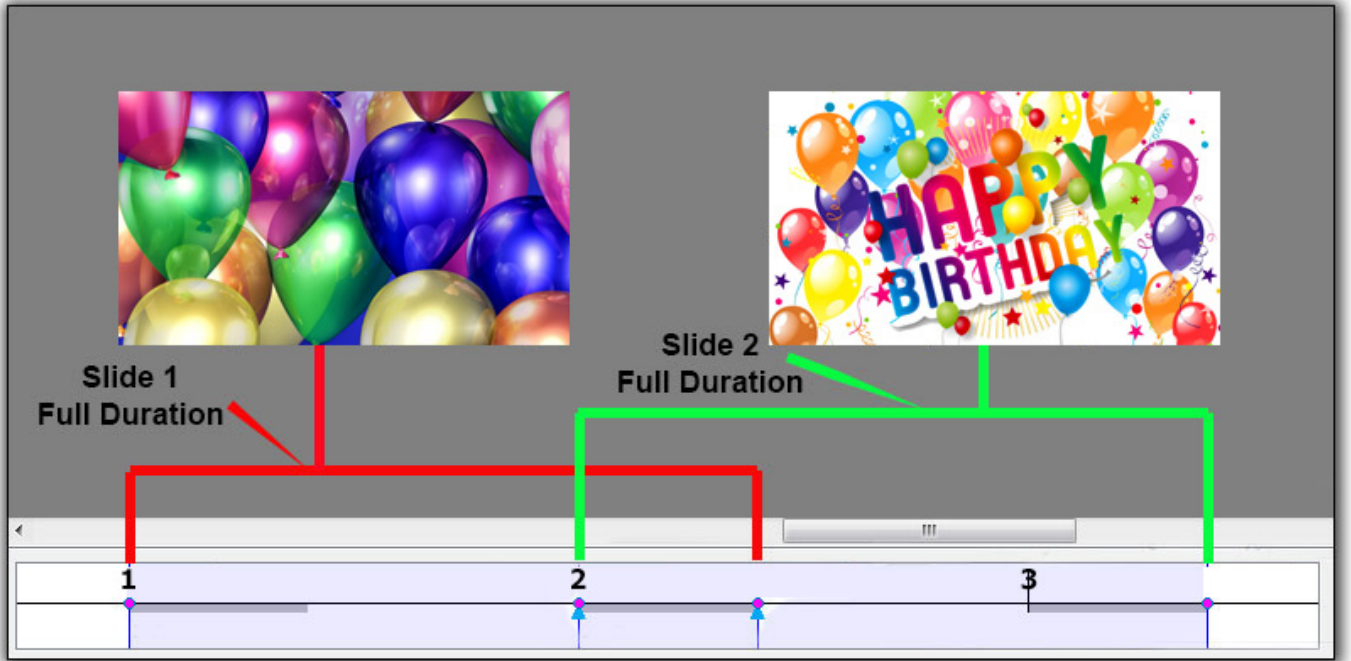 HAPPY
BIRTHDAY
Slide 1
Full Duration
Slide 2
Full Duration
1
2
3